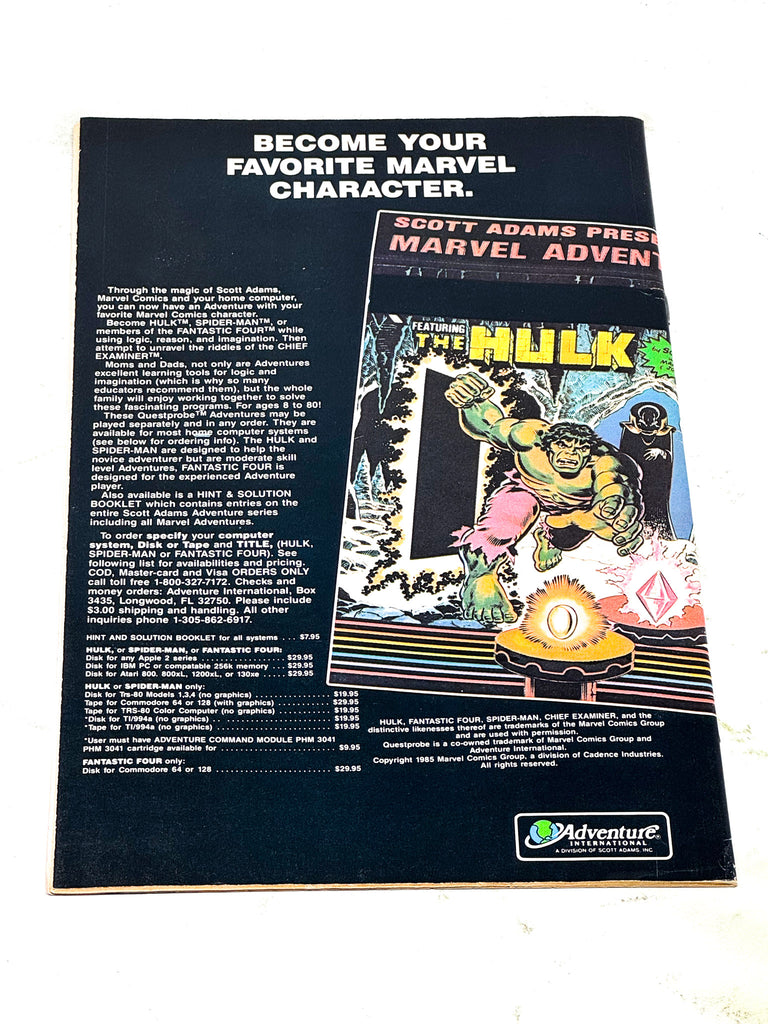 BECOME YOUR
FAVORITE MARVEL
CHARACTER.
SCOTT ADAMS PRESE
MARVEL ADVENT
FEATURING
THE HULK
Through the magic of Scott Adams,
Marvel Comics and your home computer,
you can now have an Adventure with your
favorite Marvel Comics character.
Become HULK™, SPIDER-MAN™, or
members of the FANTASTIC FOUR™ while
using logic, reason, and imagination. Then
attempt to unravel the riddles of the CHIEF
EXAMINER™.
Moms and Dads, not only are Adventures
excellent learning tools for logic and
imagination (which is why so many
educators recommend them), but the whole
family will enjoy working together to solve
these fascinating programs. For ages 8 to 80!
These Questprobe™ Adventures may be
played separately and in any order. They are
available for most home computer systems
(see below for ordering info). The HULK and
SPIDER-MAN are designed to help the
novice adventurer but are moderate skill
level Adventures, FANTASTIC FOUR is
designed for the experienced Adventure
player.
Also available is a HINT & SOLUTION
BOOKLET which contains entries on the
entire Scott Adams Adventure series
including all Marvel Adventures.
To order specify your computer
system, Disk or Tape and TITLE, (HULK,
SPIDER-MAN or FANTASTIC FOUR). See
following list for availabilities and pricing.
COD, Master-card and Visa ORDERS ONLY
call toll free 1-800-327-7172. Checks and
money orders: Adventure International, Box
3435, Longwood, FL 32750. Please include
$3.00 shipping and handling. All other
inquiries phone 1-305-862-6917.
HINT AND SOLUTION BOOKLET for all systems . . . $7.95
HULK, or SPIDER-MAN, or FANTASTIC FOUR:
Disk for any Apple 2 series . . . . . . . . . . . . . . . . . $29.95
Disk for IBM PC or compatable 256k memory . . . $29.95
Disk for Atari 800. 800xL, 1200xL, or 130xe . . . . . $29.95
HULK or SPIDER-MAN only:
Disk for Trs-80 Models 1,3,4 (no graphics) . . . . . . . . . . . . . . . . $19.95
Tape for Commodore 64 or 128 (with graphics) . . . . . . . . . . . . $29.95
Tape for TRS-80 Color Computer (no graphics) . . . . . . . . . . . $19.95
*Disk for TI/994a (no graphics) . . . . . . . . . . . . . . . . . . . . . . . . $19.95
*Tape for TI/994a (no graphics) . . . . . . . . . . . . . . . . . . . . . . . $19.95
*User must have ADVENTURE COMMAND MODULE PHM 3041
PHM 3041 cartridge available for . . . . . . . . . . . . . . . . . . . . . . . $9.95
FANTASTIC FOUR only:
Disk for Commodore 64 or 128 . . . . . . . . . . . . . . . . . . . . . . . $29.95
HULK, FANTASTIC FOUR, SPIDER-MAN, CHIEF EXAMINER, and the
distinctive likenesses thereof are trademarks of the Marvel Comics Group
and are used with permission.
Questprobe is a co-owned trademark of Marvel Comics Group and
Adventure International.
Copyright 1985 Marvel Comics Group, a division of Cadence Industries.
All rights reserved.
Adventure®
INTERNATIONAL
A DIVISION OF SCOTT ADAMS, INC